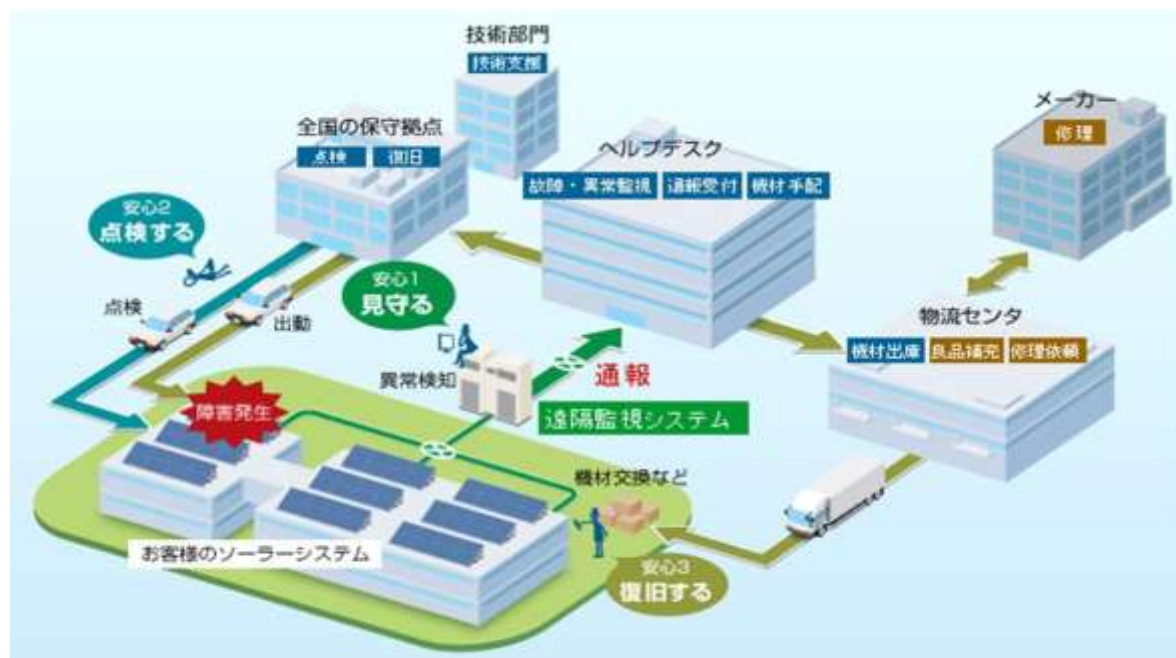 技術部門
技術支援
全国の保守拠点
点検 復旧
ヘルプデスク
故障・異常監視 通報受付 機材手配
メーカー
修理
安心2
点検する
安心1
見守る
点検
出動
物流センタ
機材出庫 良品補充 修理依頼
異常検知
通報
遠隔監視システム
障害発生
機材交換など
お客様のソーラーシステム
安心3
復旧する